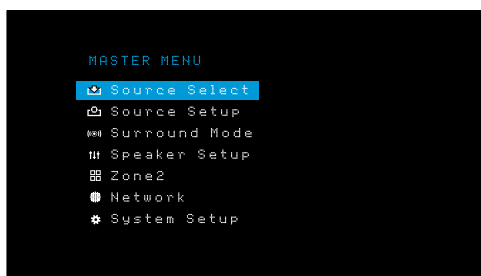 MASTER MENU
Source Select
Source Setup
Surround Mode
Speaker Setup
Zone2
Network
System Setup